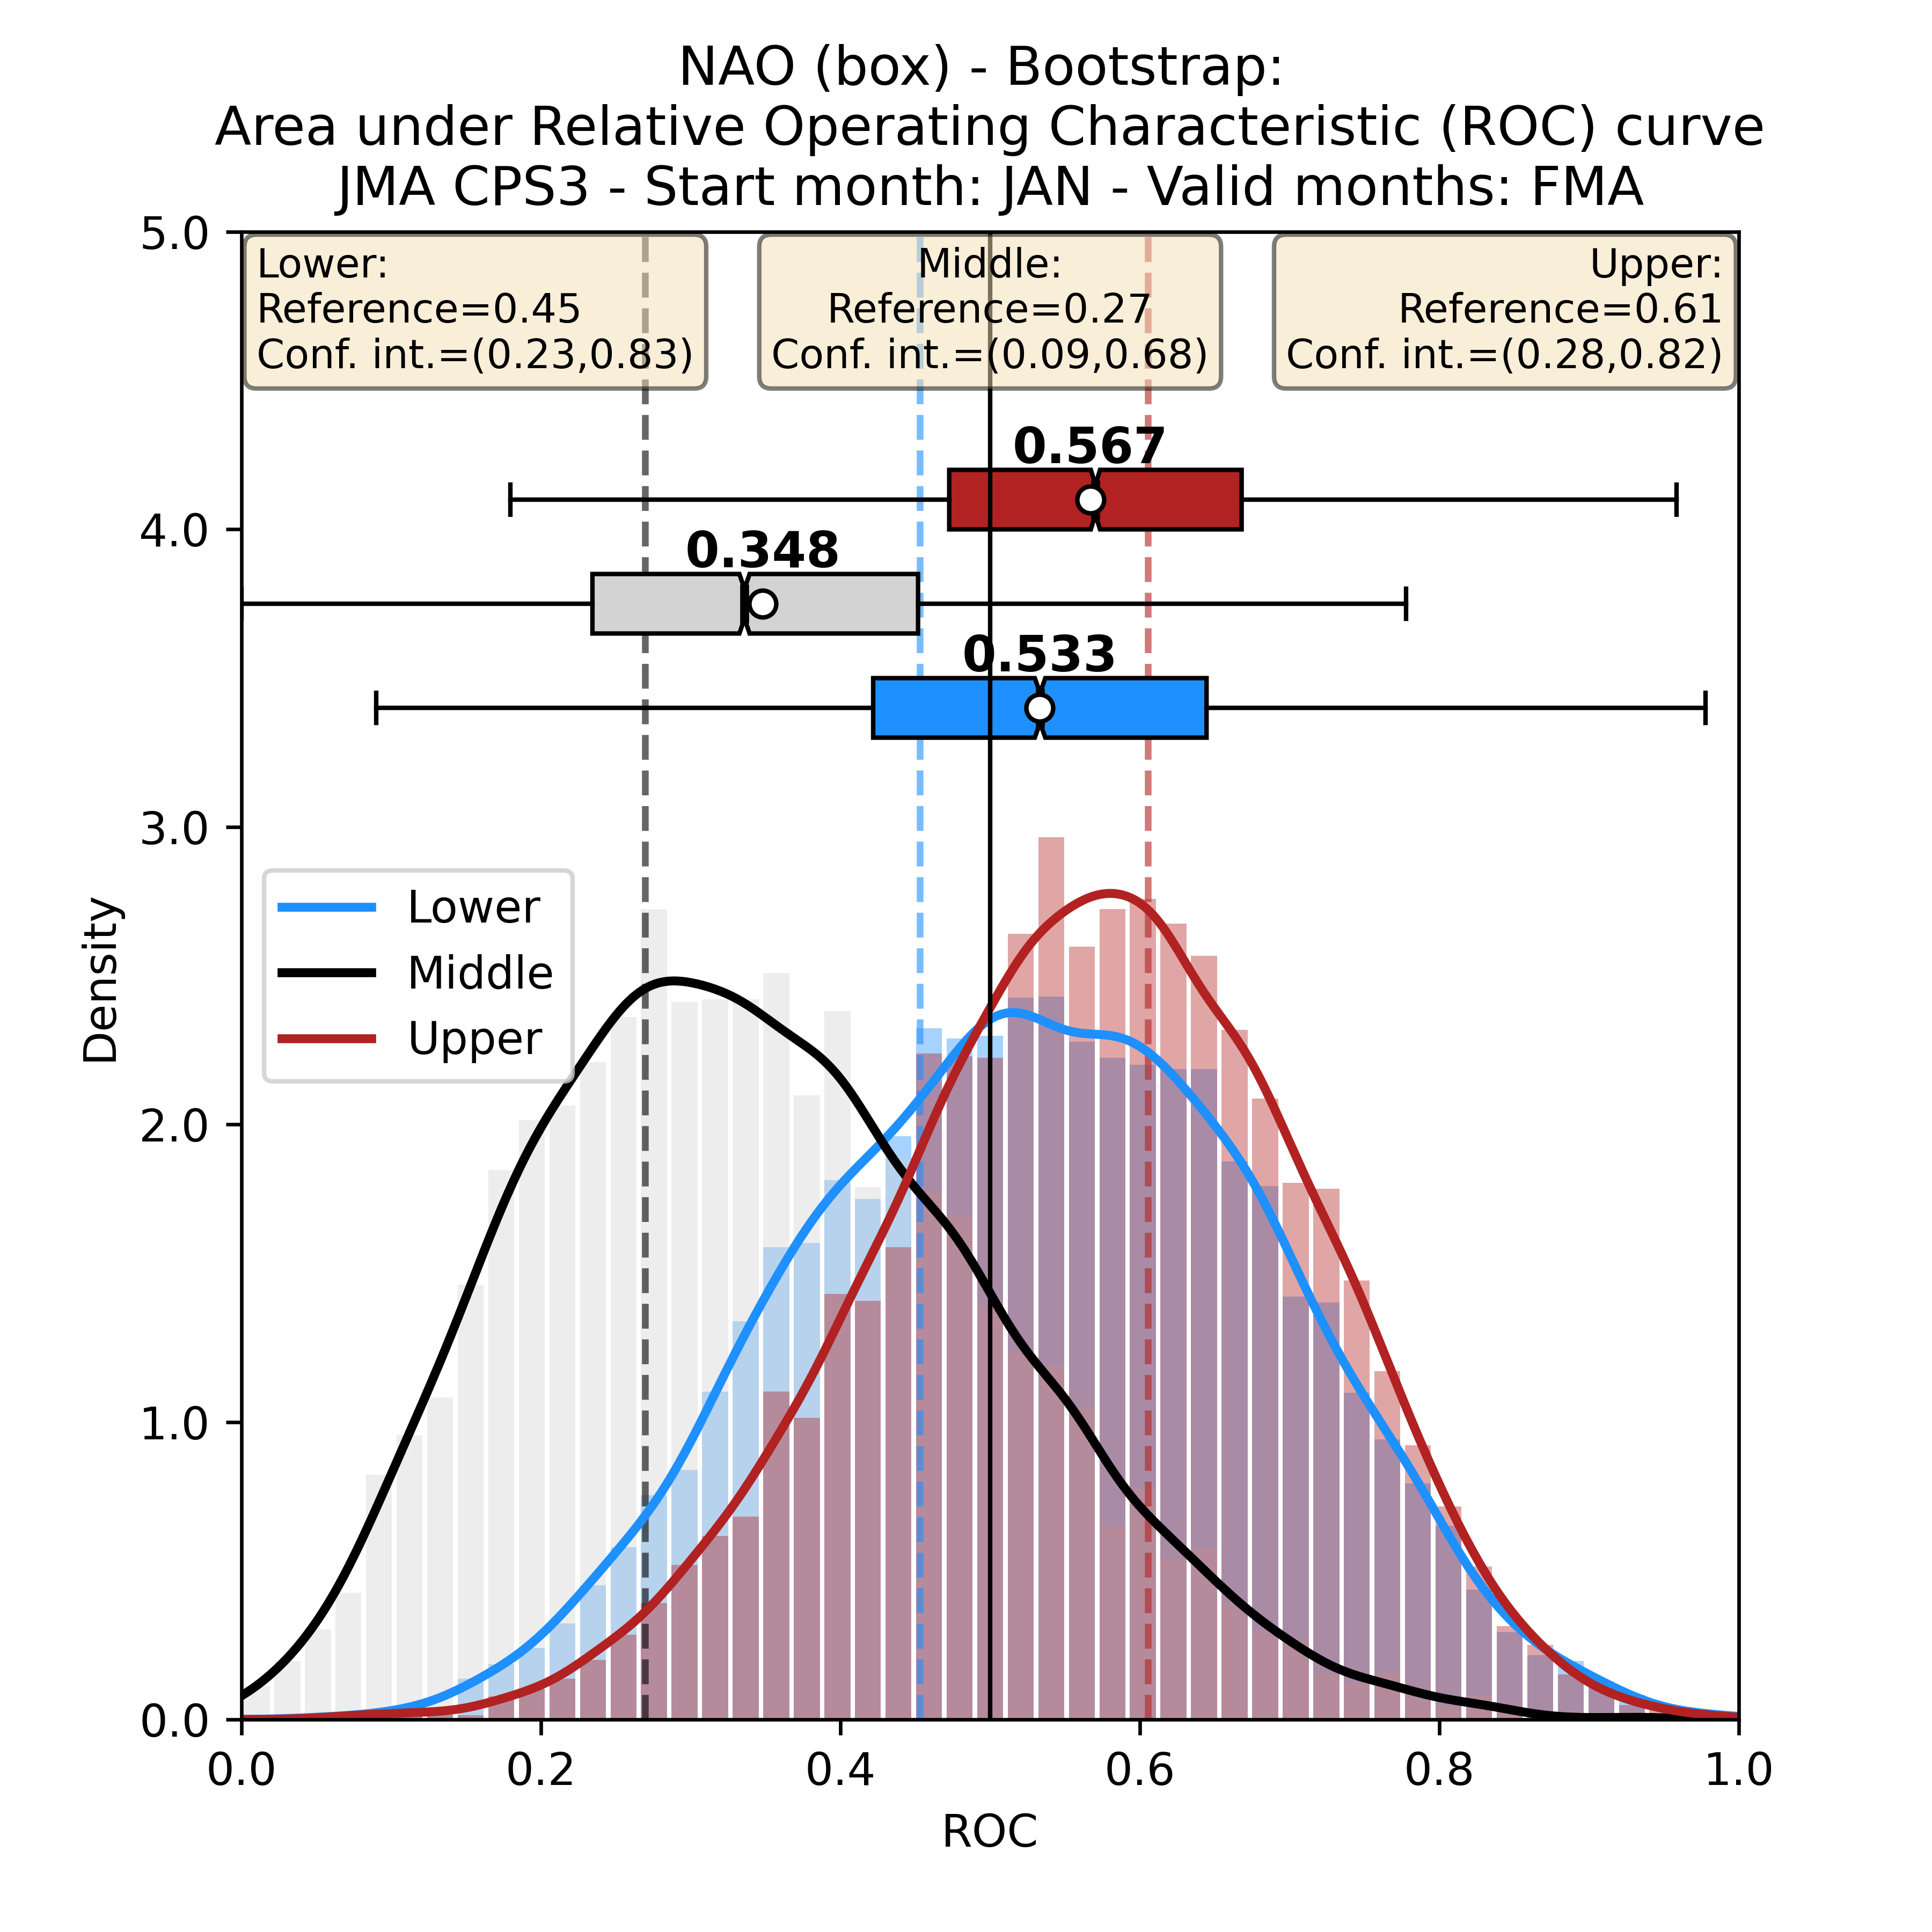 NAO (box) - Bootstrap:
Area under Relative Operating Characteristic (ROC) curve
JMA CPS3 - Start month: JAN - Valid months: FMA
5.0
4.0
3.0
2.0
1.0
0.0
Density
Lower:
Reference=0.45
Conf. int.=(0.23,0.83)
Middle:
Reference=0.27
Conf. int.=(0.09,0.68)
Upper:
Reference=0.61
Conf. int.=(0.28,0.82)
0.567
0.348
0.533
Lower
Middle
Upper
0.0
0.2
0.4
0.6
0.8
1.0
ROC